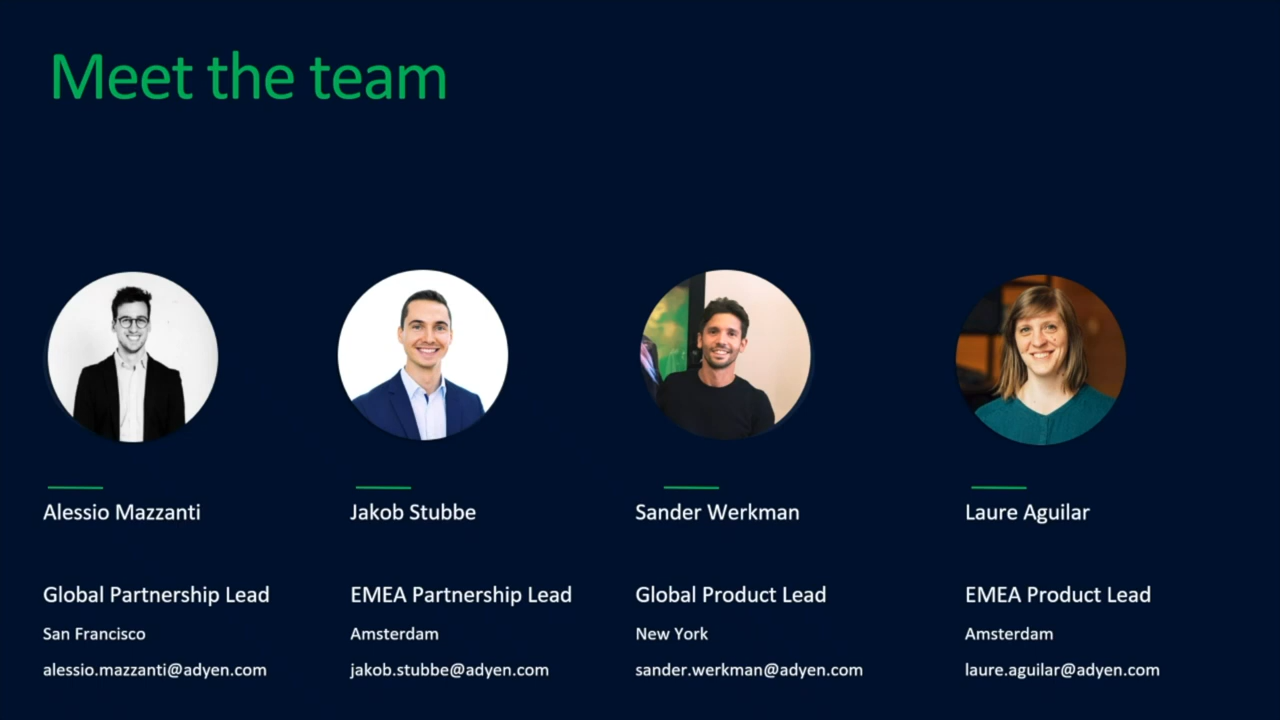 Meet the team
Alessio Mazzanti
Global Partnership Lead
San Francisco
alessio.mazzanti@adyen.com
Jakob Stubbe
EMEA Partnership Lead
Amsterdam
jakob.stubbe@adyen.com
Sander Werkman
Global Product Lead
New York
sander.werkman@adyen.com
Laure Aguilar
EMEA Product Lead
Amsterdam
laure.aguilar@adyen.com